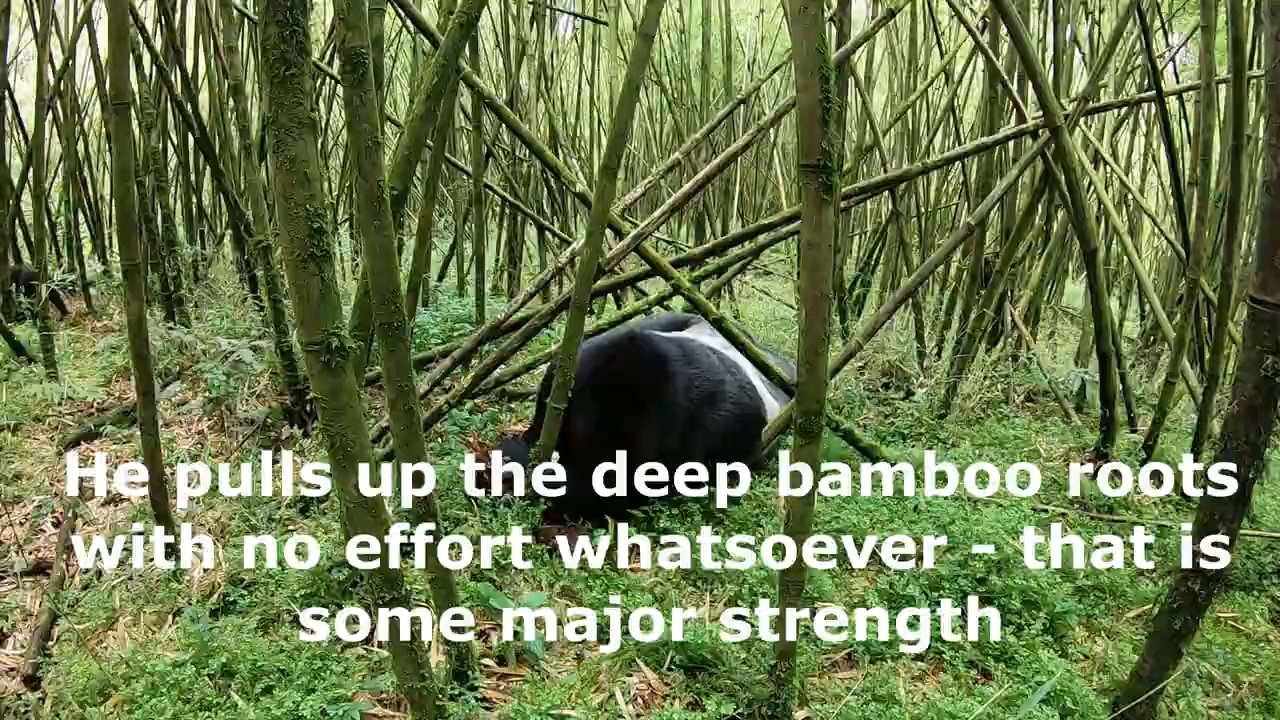 He pulls up the deep bamboo roots
with no effort whatsoever - that is
some major strength